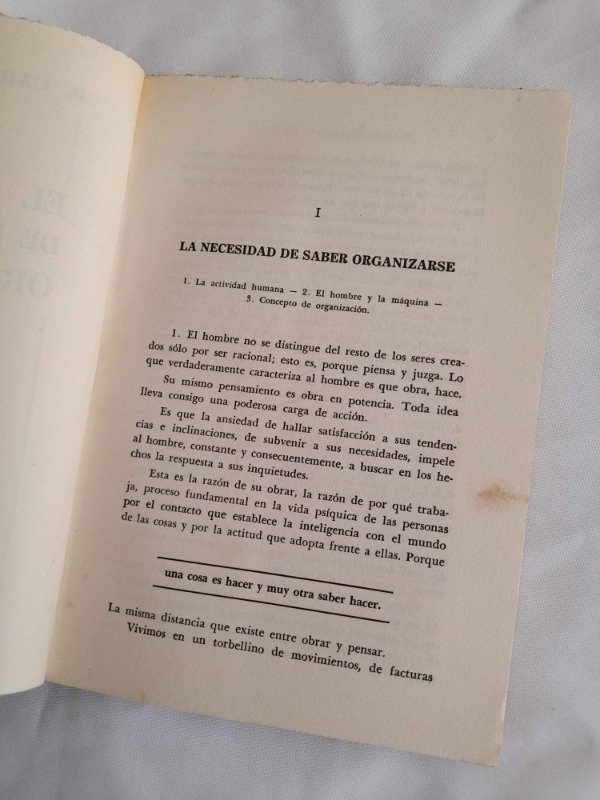 I
LA NECESIDAD DE SABER ORGANIZARSE
1. La actividad humana — 2. El hombre y la máquina —
3. Concepto de organización.
1. El hombre no se distingue del resto de los seres crea-
dos sólo por ser racional; esto es, porque piensa y juzga. Lo
que verdaderamente caracteriza al hombre es que obra, hace.
Su mismo pensamiento es obra en potencia. Toda idea
lleva consigo una poderosa carga de acción.
Es que la ansiedad de hallar satisfacción a sus tenden-
cias e inclinaciones, de subvenir a sus necesidades, impele
al hombre, constante y consecuentemente, a buscar en los he-
chos la respuesta a sus inquietudes.
Esta es la razón de su obrar, la razón de por qué traba-
ja, proceso fundamental en la vida psíquica de las personas
por el contacto que establece la inteligencia con el mundo
de las cosas y por la actitud que adopta frente a ellas. Porque
una cosa es hacer y muy otra saber hacer.
La misma distancia que existe entre obrar y pensar.
Vivimos en un torbellino de movimientos, de facturas